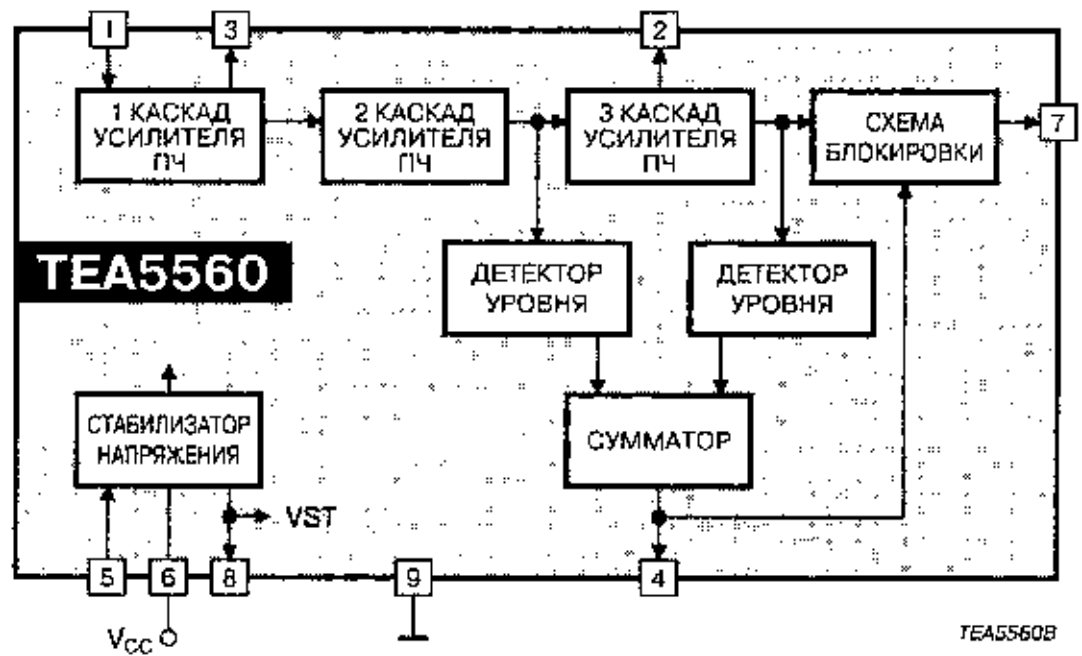 1
3
2
1 КАСКАД
УСИЛИТЕЛЯ
ПЧ
2 КАСКАД
УСИЛИТЕЛЯ
ПЧ
3 КАСКАД
УСИЛИТЕЛЯ
ПЧ
СХЕМА
БЛОКИРОВКИ
7
TEA5560
ДЕТЕКТОР
УРОВНЯ
ДЕТЕКТОР
УРОВНЯ
СТАБИЛИЗАТОР
НАПРЯЖЕНИЯ
СУММАТОР
VST
5
6
8
9
4
VCC
TEA5560B